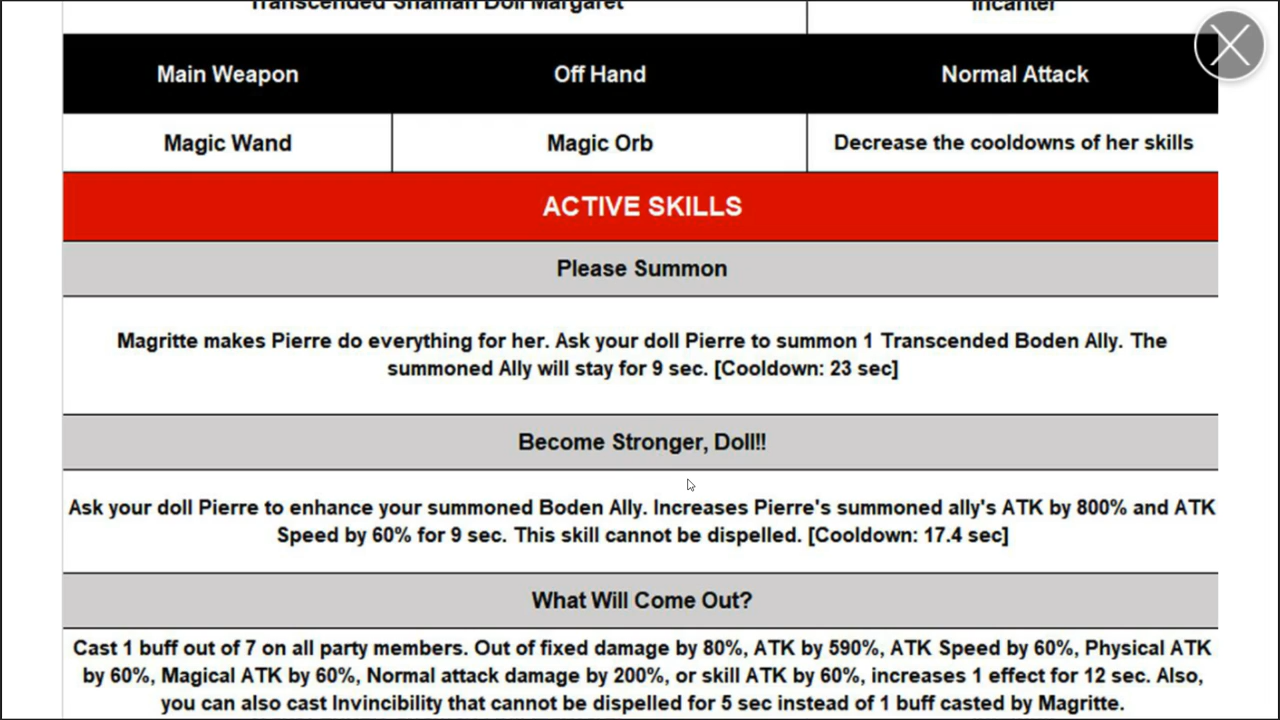 Transcended Shaman Doll Margaret Incanter
Main Weapon Off Hand Normal Attack
Magic Wand Magic Orb Decrease the cooldowns of her skills
ACTIVE SKILLS
Please Summon
Magritte makes Pierre do everything for her. Ask your doll Pierre to summon 1 Transcended Boden Ally. The
summoned Ally will stay for 9 sec. [Cooldown: 23 sec]
Become Stronger, Doll!!
Ask your doll Pierre to enhance your summoned Boden Ally. Increases Pierre's summoned ally's ATK by 800% and ATK
Speed by 60% for 9 sec. This skill cannot be dispelled. [Cooldown: 17.4 sec]
What Will Come Out?
Cast 1 buff out of 7 on all party members. Out of fixed damage by 80%, ATK by 590%, ATK Speed by 60%, Physical ATK
by 60%, Magical ATK by 60%, Normal attack damage by 200%, or skill ATK by 60%, increases 1 effect for 12 sec. Also,
you can also cast Invincibility that cannot be dispelled for 5 sec instead of 1 buff casted by Magritte.